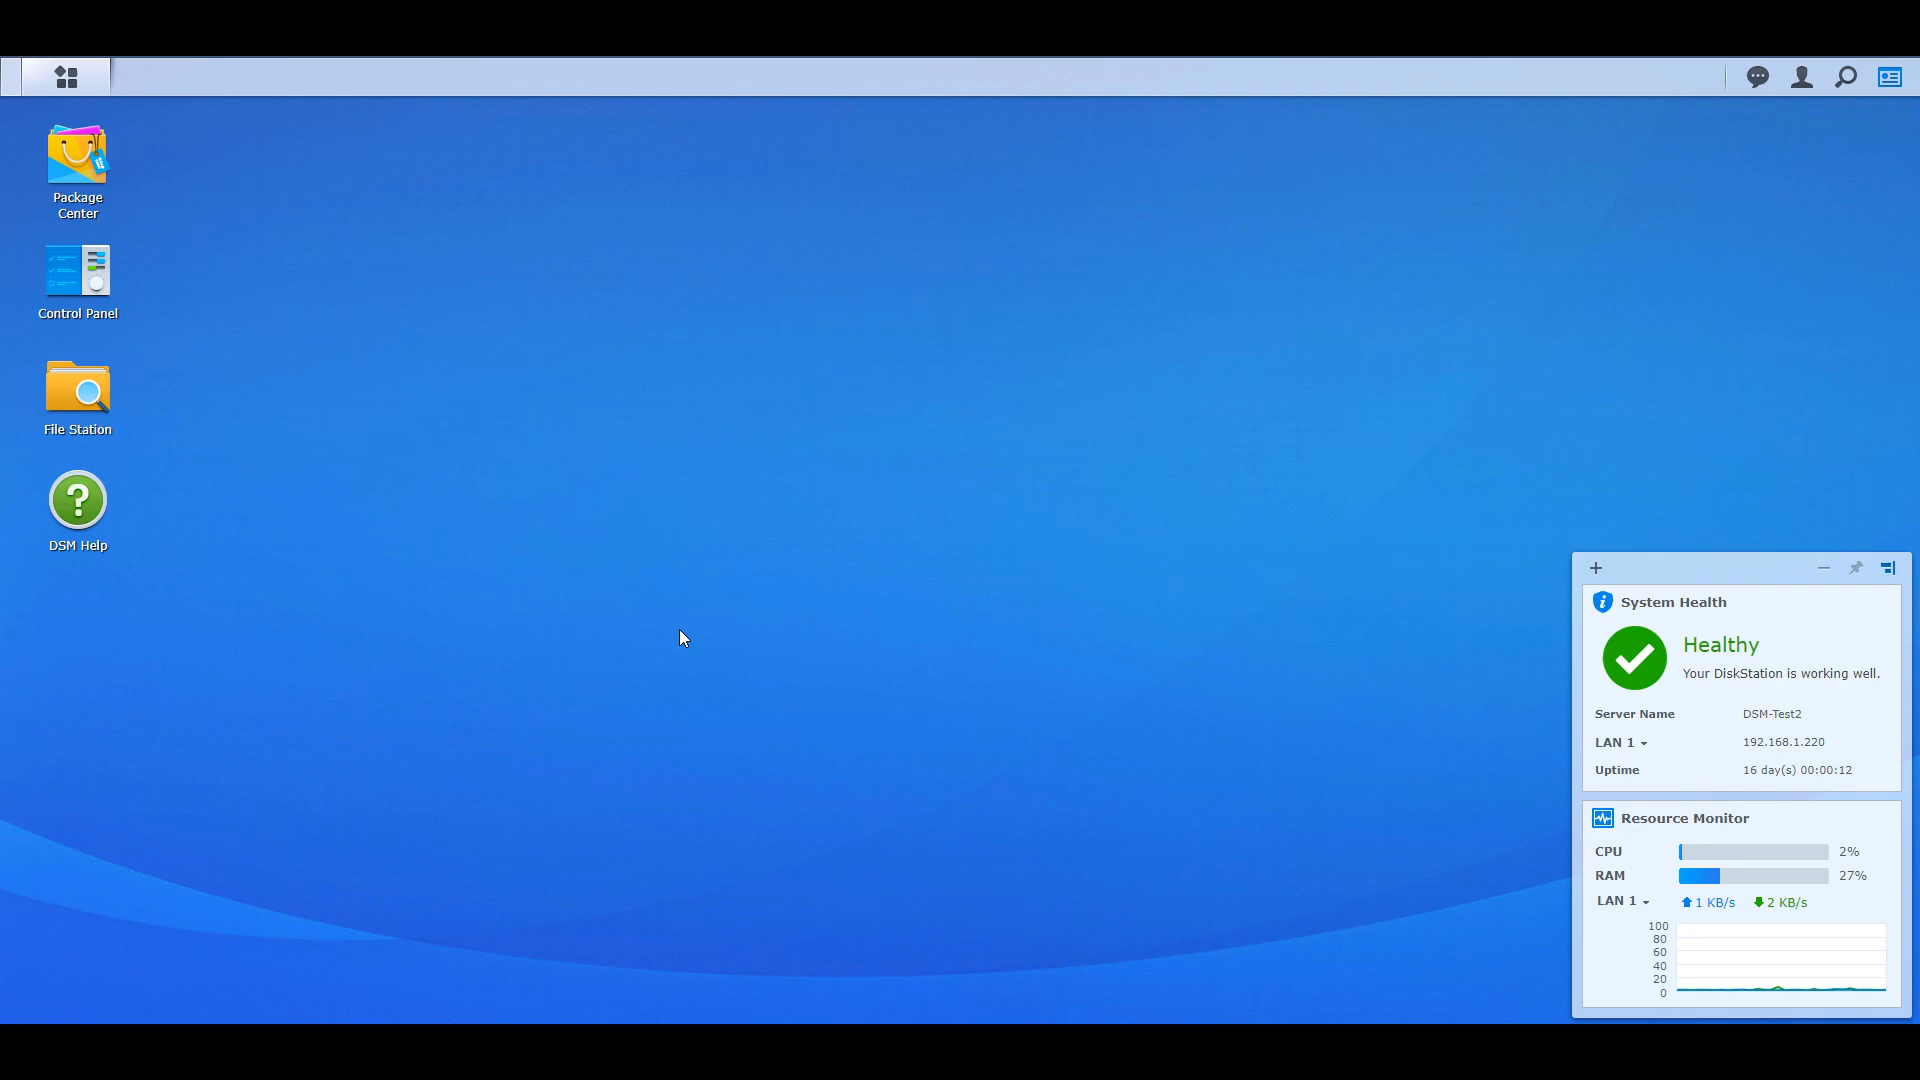 Package
Center
Control Panel
File Station
DSM Help
System Health
Healthy
Your DiskStation is working well.
Server Name DSM-Test2
LAN 1 192.168.1.220
Uptime 16 day(s) 00:00:12
Resource Monitor
CPU 2%
RAM 27%
LAN 1 1 KB/s 2 KB/s
100
80
60
40
20
0